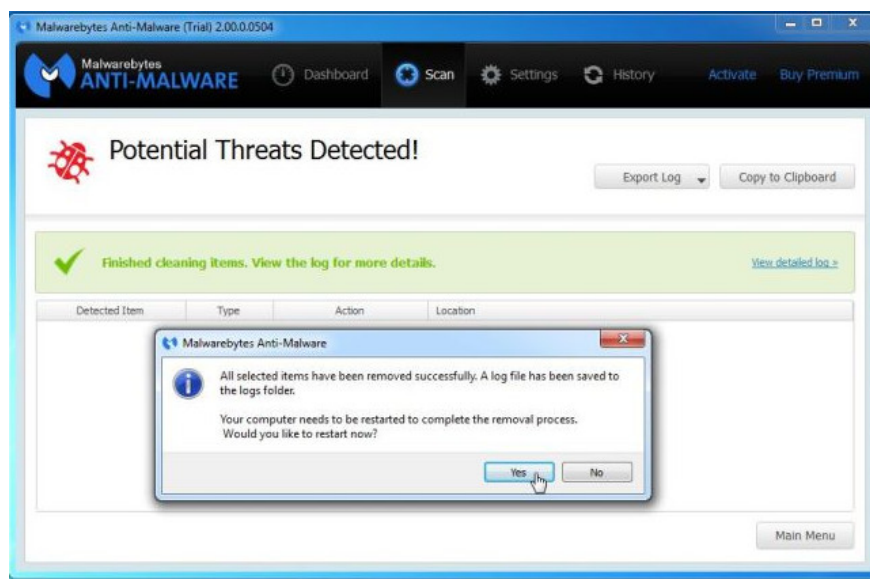 Malwarebytes Anti-Malware (Trial) 2.00.0.0504
Malwarebytes
ANTI-MALWARE
Dashboard
Scan
Settings
History
Activate
Buy Premium
Potential Threats Detected!
Export Log
Copy to Clipboard
Finished cleaning items. View the log for more details.
View detailed log »
Detected Item
Type
Action
Location
Malwarebytes Anti-Malware
All selected items have been removed successfully. A log file has been saved to
the logs folder.
Your computer needs to be restarted to complete the removal process.
Would you like to restart now?
Yes
No
Main Menu